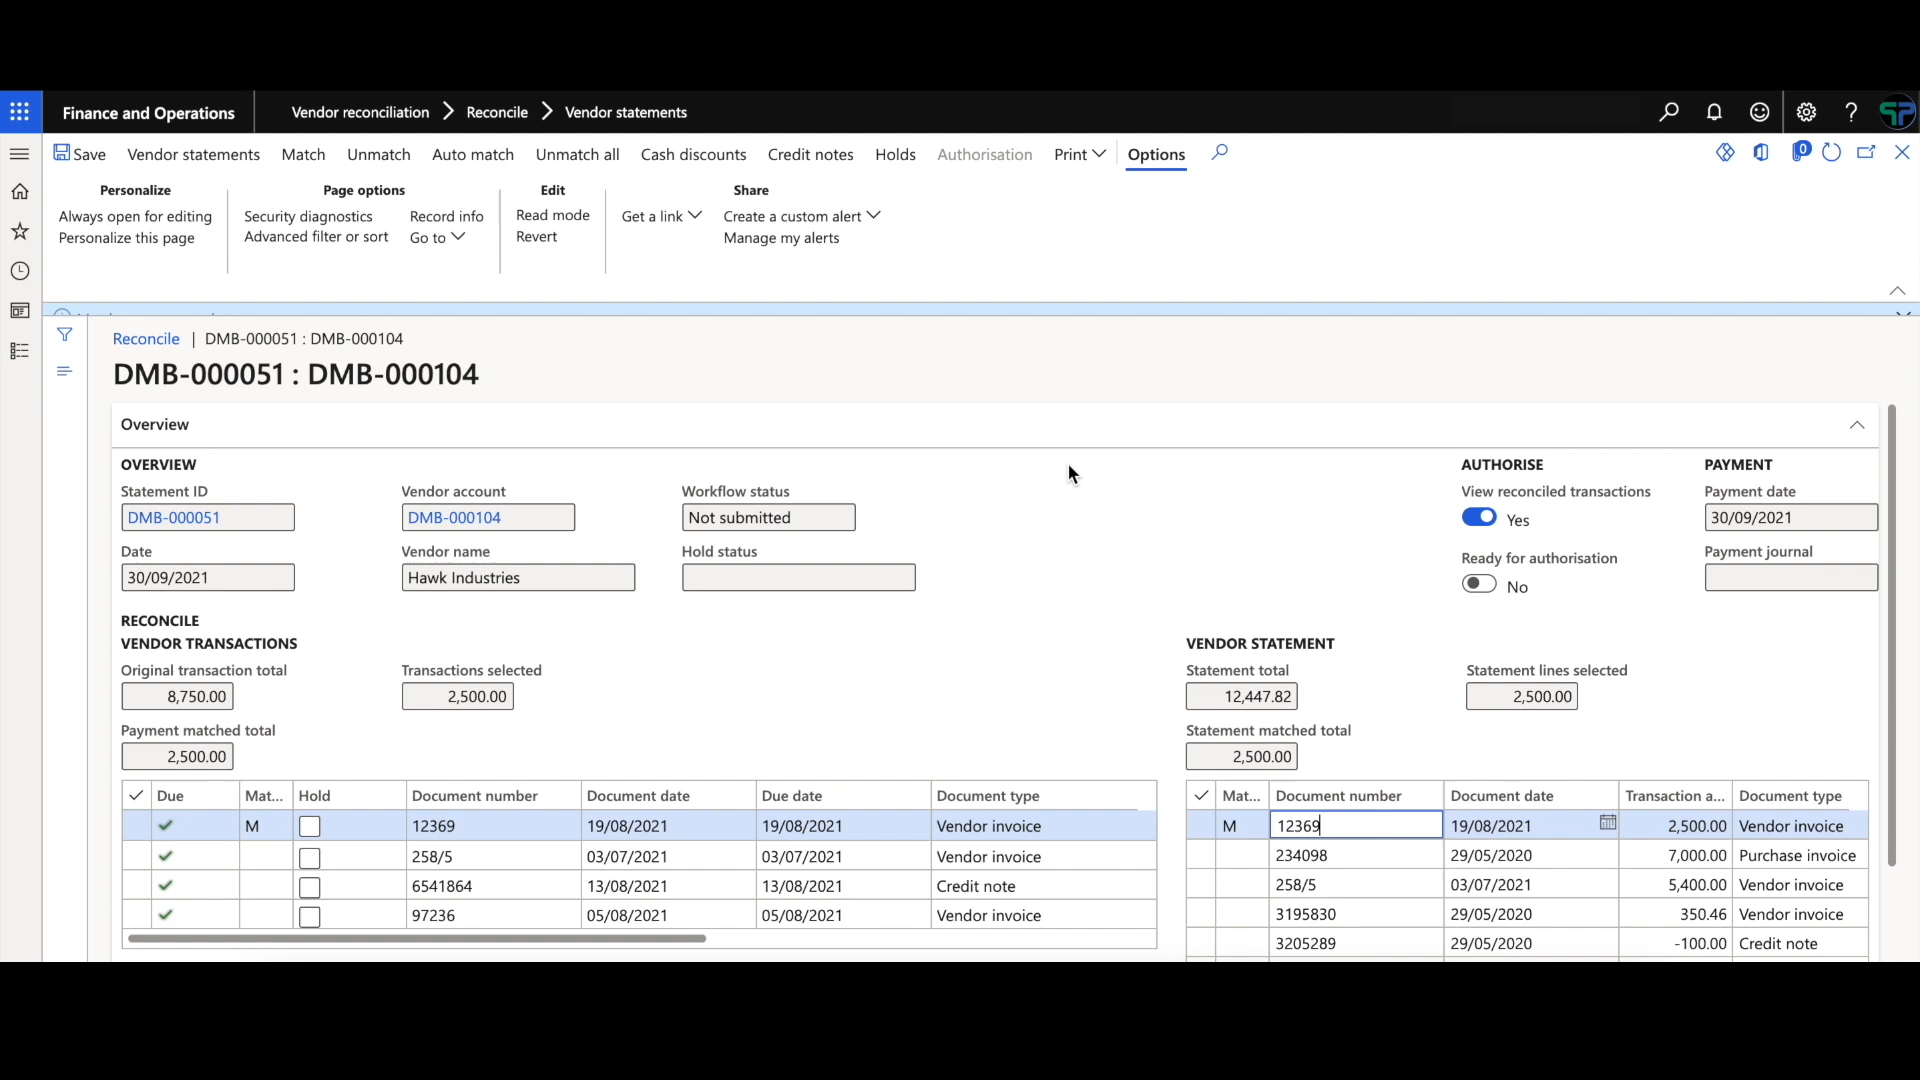 Finance and Operations
Vendor reconciliation > Reconcile > Vendor statements
Save Vendor statements Match Unmatch Auto match Unmatch all Cash discounts Credit notes Holds Authorisation Print Options
0
Personalize
Always open for editing
Personalize this page
Page options
Security diagnostics Record info
Advanced filter or sort Go to
Edit
Read mode
Revert
Share
Get a link Create a custom alert
Manage my alerts
Reconcile | DMB-000051 : DMB-000104
DMB-000051 : DMB-000104
Overview
OVERVIEW
Statement ID
DMB-000051
Date
30/09/2021
Vendor account
DMB-000104
Vendor name
Hawk Industries
Workflow status
Not submitted
Hold status
AUTHORISE
View reconciled transactions
Yes
Ready for authorisation
No
PAYMENT
Payment date
30/09/2021
Payment journal
RECONCILE
VENDOR TRANSACTIONS
Original transaction total
8,750.00
Transactions selected
2,500.00
Payment matched total
2,500.00
Due Mat... Hold Document number Document date Due date Document type
M 12369 19/08/2021 19/08/2021 Vendor invoice
258/5 03/07/2021 03/07/2021 Vendor invoice
6541864 13/08/2021 13/08/2021 Credit note
97236 05/08/2021 05/08/2021 Vendor invoice
VENDOR STATEMENT
Statement total
12,447.82
Statement lines selected
2,500.00
Statement matched total
2,500.00
Mat... Document number Document date Transaction a... Document type
M 12369 19/08/2021 2,500.00 Vendor invoice
234098 29/05/2020 7,000.00 Purchase invoice
258/5 03/07/2021 5,400.00 Vendor invoice
3195830 29/05/2020 350.46 Vendor invoice
3205289 29/05/2020 -100.00 Credit note